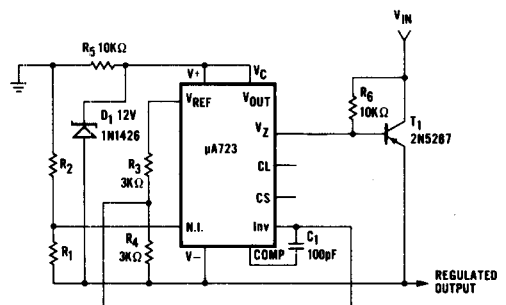 VIN
R5 10KΩ
V+
VC
VREF
VOUT
R6
10KΩ
D1 12V
1N1426
T1
2N5287
VZ
μA723
R2
R3
3KΩ
CL
CS
N.I.
Inv
C1
100pF
R1
R4
3KΩ
V−
COMP
REGULATED
OUTPUT